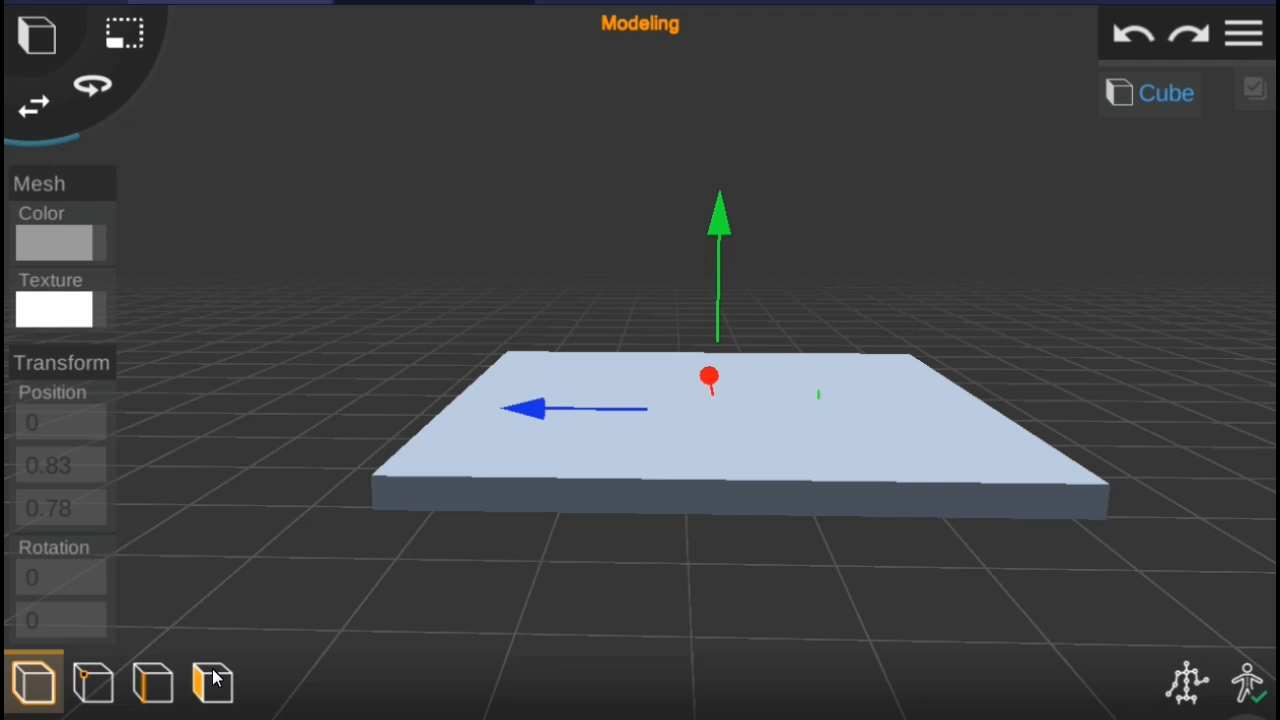 Modeling
Cube
Mesh
Color
Texture
Transform
Position
0
0.83
0.78
Rotation
0
0